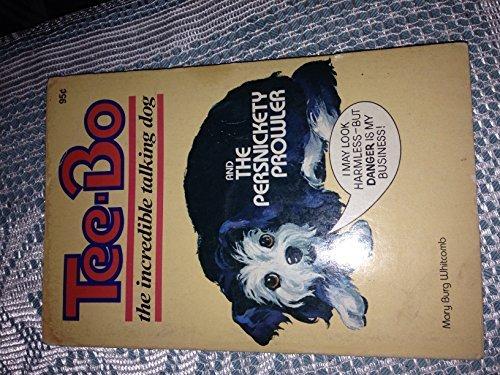 95¢
Tee-Bo
the incredible talking dog
AND
THE
PERSNICKETY
PROWLER
I MAY LOOK
HARMLESS-BUT
DANGER IS MY
BUSINESS!
Mary Burg Whitcomb